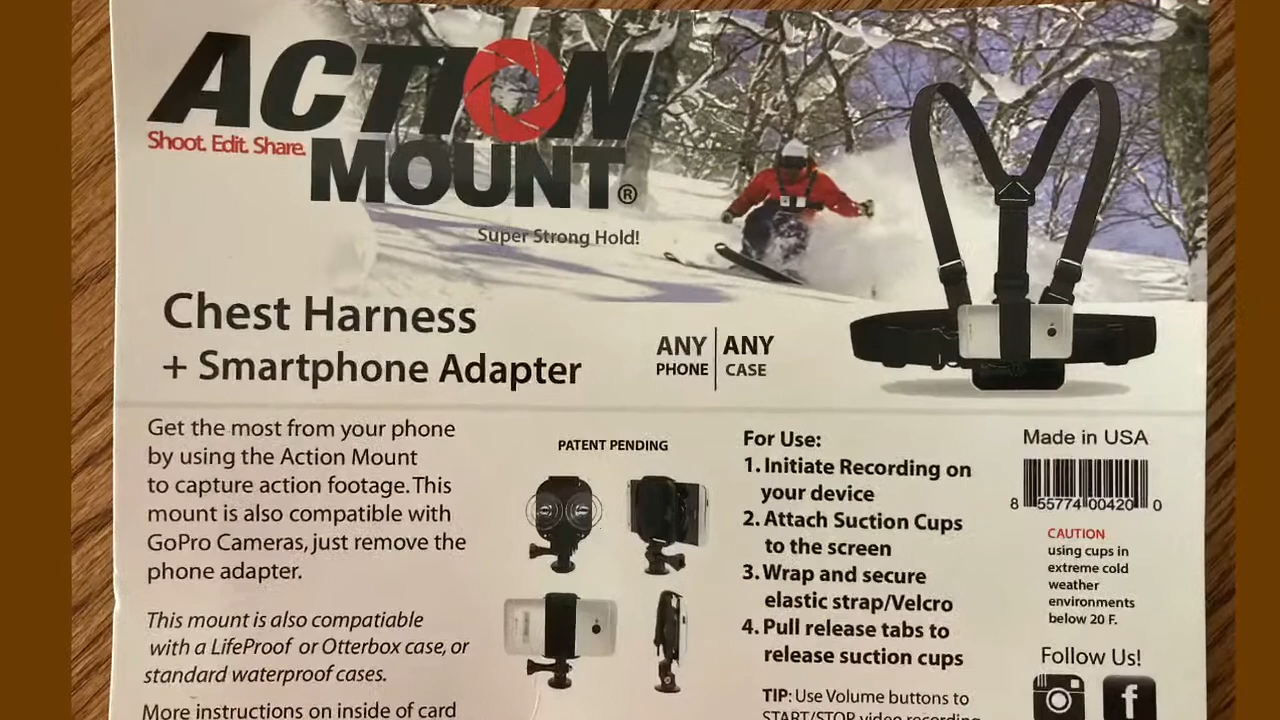 ACTION
Shoot. Edit. Share.
MOUNT®
Super Strong Hold!
Chest Harness
+ Smartphone Adapter
ANY PHONE | ANY CASE
Get the most from your phone
by using the Action Mount
to capture action footage. This
mount is also compatible with
GoPro Cameras, just remove the
phone adapter.
This mount is also compatiable
with a LifeProof or Otterbox case, or
standard waterproof cases.
More instructions on inside of card
PATENT PENDING
For Use:
1. Initiate Recording on
your device
2. Attach Suction Cups
to the screen
3. Wrap and secure
elastic strap/Velcro
4. Pull release tabs to
release suction cups
TIP: Use Volume buttons to
START/STOP video recording
Made in USA
8 55774 00420 0
CAUTION
using cups in
extreme cold
weather
environments
below 20 F.
Follow Us!
f